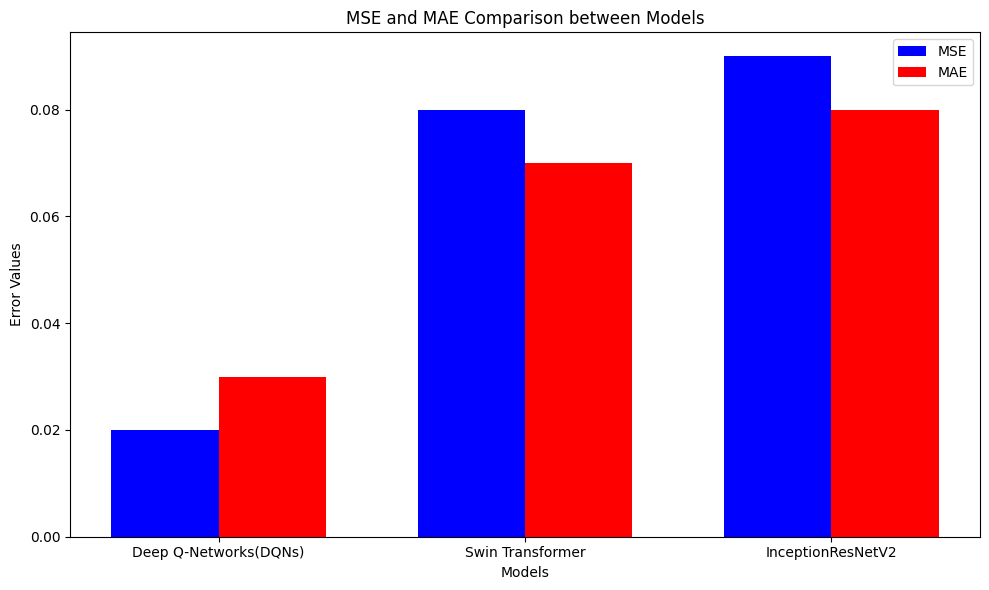 MSE and MAE Comparison between Models
MSE
MAE
Error Values
0.08
0.06
0.04
0.02
0.00
Deep Q-Networks(DQNs)
Swin Transformer
InceptionResNetV2
Models